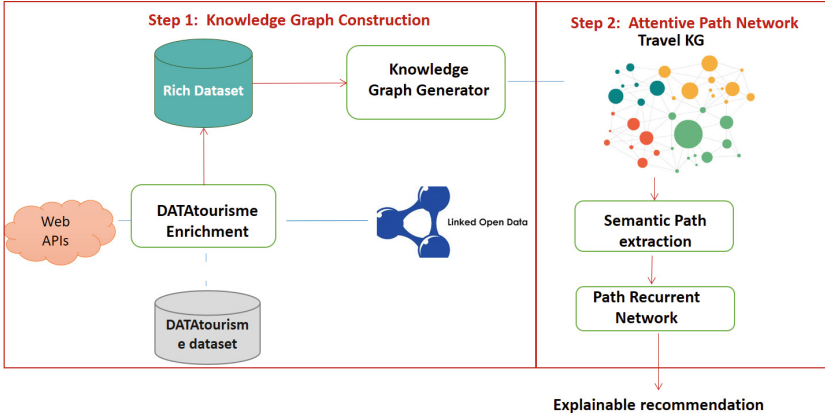 Step 1: Knowledge Graph Construction
Rich Dataset
Knowledge
Graph Generator
Web
APIs
DATAtourisme
Enrichment
Linked Open Data
DATAtourism
e dataset
Step 2: Attentive Path Network
Travel KG
Semantic Path
extraction
Path Recurrent
Network
Explainable recommendation